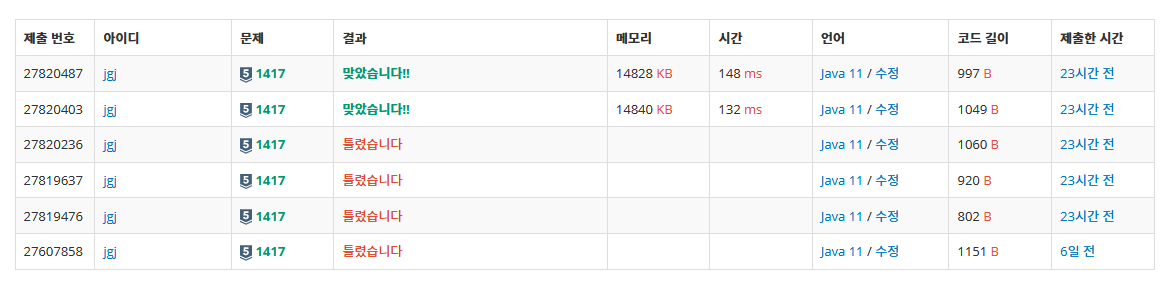 제출 번호 아이디 문제 결과 메모리 시간 언어 코드 길이 제출한 시간
27820487 jgj 5 1417 맞았습니다!! 14828 KB 148 ms Java 11 / 수정 997 B 23시간 전
27820403 jgj 5 1417 맞았습니다!! 14840 KB 132 ms Java 11 / 수정 1049 B 23시간 전
27820236 jgj 5 1417 틀렸습니다 Java 11 / 수정 1060 B 23시간 전
27819637 jgj 5 1417 틀렸습니다 Java 11 / 수정 920 B 23시간 전
27819476 jgj 5 1417 틀렸습니다 Java 11 / 수정 802 B 23시간 전
27607858 jgj 5 1417 틀렸습니다 Java 11 / 수정 1151 B 6일 전